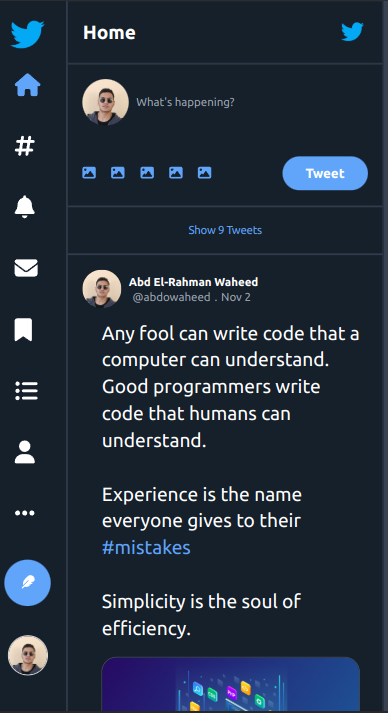 Home
What's happening?
Tweet
Show 9 Tweets
Abd El-Rahman Waheed
@abdowaheed . Nov 2
Any fool can write code that a
computer can understand.
Good programmers write
code that humans can
understand.
Experience is the name
everyone gives to their
#mistakes
Simplicity is the soul of
efficiency.